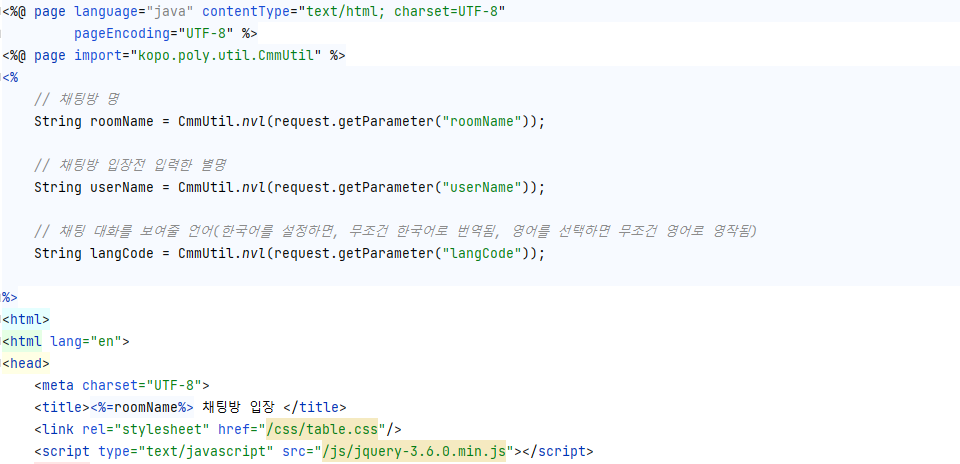 <%@ page language="java" contentType="text/html; charset=UTF-8"
pageEncoding="UTF-8" %>
<%@ page import="kopo.poly.util.CmmUtil" %>
<%
// 채팅방 명
String roomName = CmmUtil.nvl(request.getParameter("roomName"));
// 채팅방 입장전 입력한 별명
String userName = CmmUtil.nvl(request.getParameter("userName"));
// 채팅 대화를 보여줄 언어(한국어를 설정하면, 무조건 한국어로 번역됨, 영어를 선택하면 무조건 영어로 영작됨)
String langCode = CmmUtil.nvl(request.getParameter("langCode"));
%>
<html>
<html lang="en">
<head>
<meta charset="UTF-8">
<title><%=roomName%> 채팅방 입장 </title>
<link rel="stylesheet" href="/css/table.css"/>
<script type="text/javascript" src="/js/jquery-3.6.0.min.js"></script>